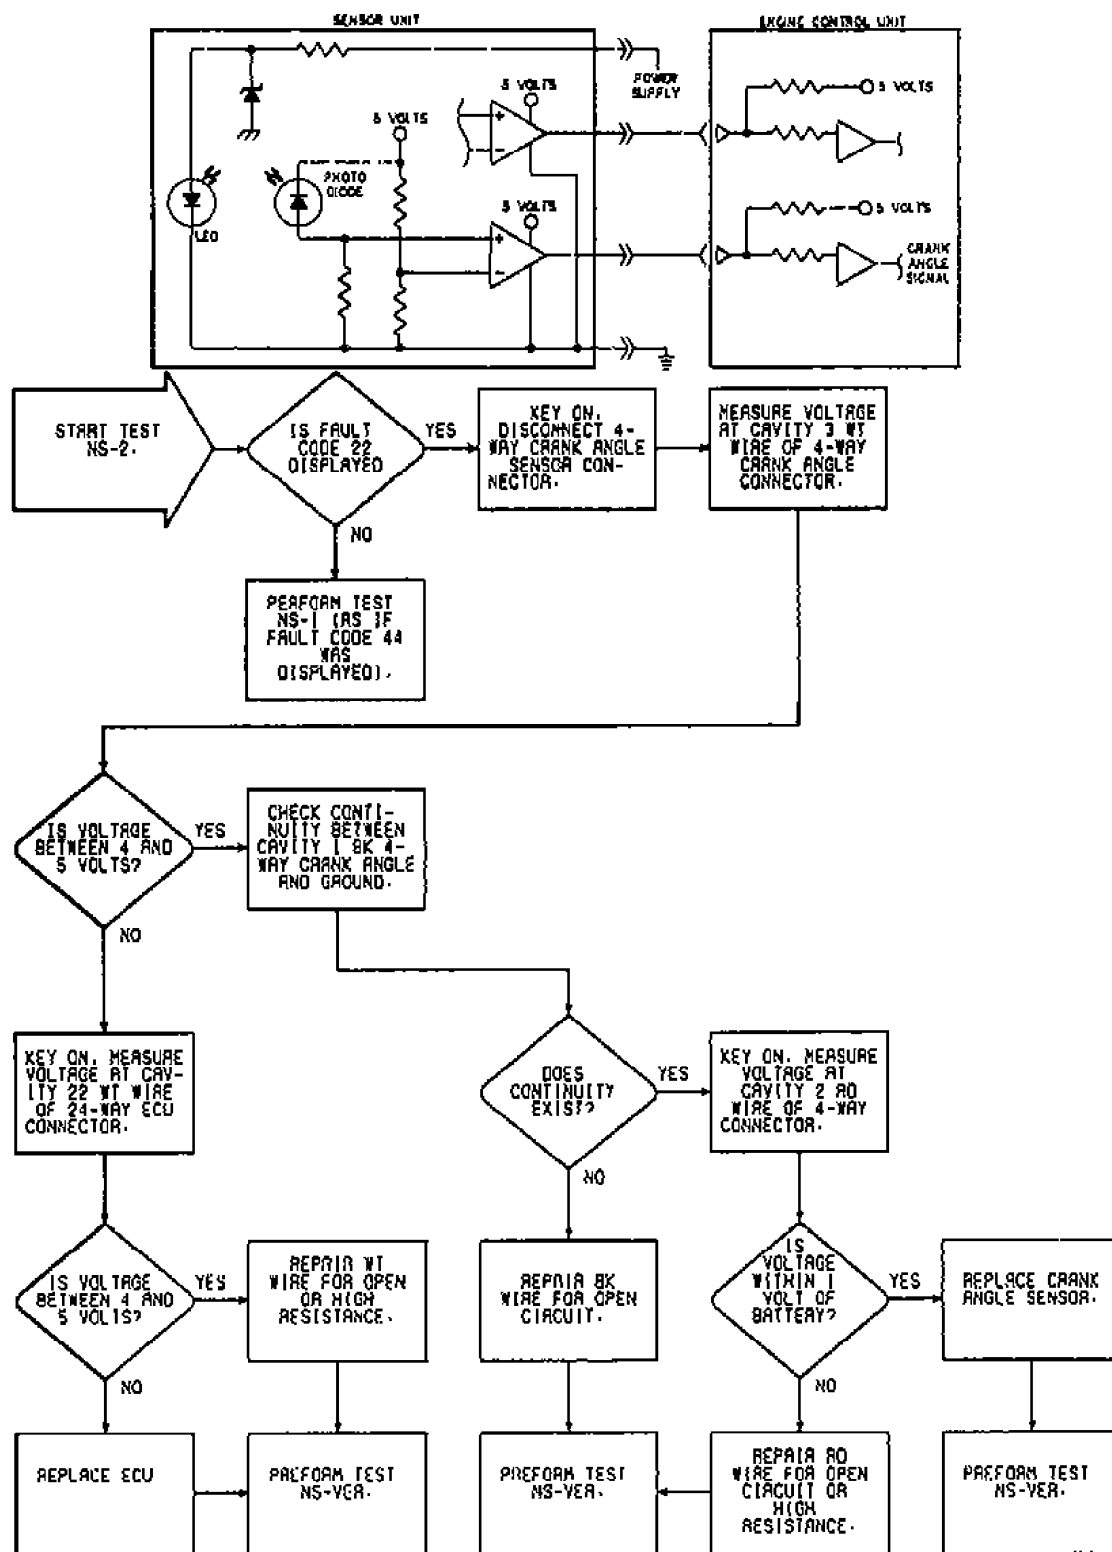 SENSOR UNIT
ENGINE CONTROL UNIT
POWER
SUPPLY
5 VOLTS
5 VOLTS
5 VOLTS
PHOTO
DIODE
LED
5 VOLTS
5 VOLTS
5 VOLTS
CRANK
ANGLE
SIGNAL
START TEST
NS-2.
IS FAULT
CODE 22
DISPLAYED
YES
NO
KEY ON.
DISCONNECT 4-
WAY CRANK ANGLE
SENSOR CON-
NECTOR.
MEASURE VOLTAGE
AT CAVITY 3 WT
WIRE OF 4-WAY
CRANK ANGLE
CONNECTOR.
PERFORM TEST
NS-1 (AS IF
FAULT CODE 44
WAS
DISPLAYED).
IS VOLTAGE
BETWEEN 4 AND
5 VOLTS?
YES
NO
CHECK CONTI-
NUITY BETWEEN
CAVITY 1 BK 4-
WAY CRANK ANGLE
AND GROUND.
KEY ON. MEASURE
VOLTAGE AT CAV-
ITY 22 WT WIRE
OF 24-WAY ECU
CONNECTOR.
DOES
CONTINUITY
EXIST?
YES
NO
KEY ON. MEASURE
VOLTAGE AT
CAVITY 2 RD
WIRE OF 4-WAY
CONNECTOR.
IS VOLTAGE
BETWEEN 4 AND
5 VOLTS?
YES
NO
REPAIR WT
WIRE FOR OPEN
OR HIGH
RESISTANCE.
REPAIR BK
WIRE FOR OPEN
CIRCUIT.
IS
VOLTAGE
WITHIN 1
VOLT OF
BATTERY?
YES
NO
REPLACE CRANK
ANGLE SENSOR.
REPLACE ECU
PREFORM TEST
NS-VER.
PREFORM TEST
NS-VER.
REPAIR RD
WIRE FOR OPEN
CIRCUIT OR
HIGH
RESISTANCE.
PREFORM TEST
NS-VER.